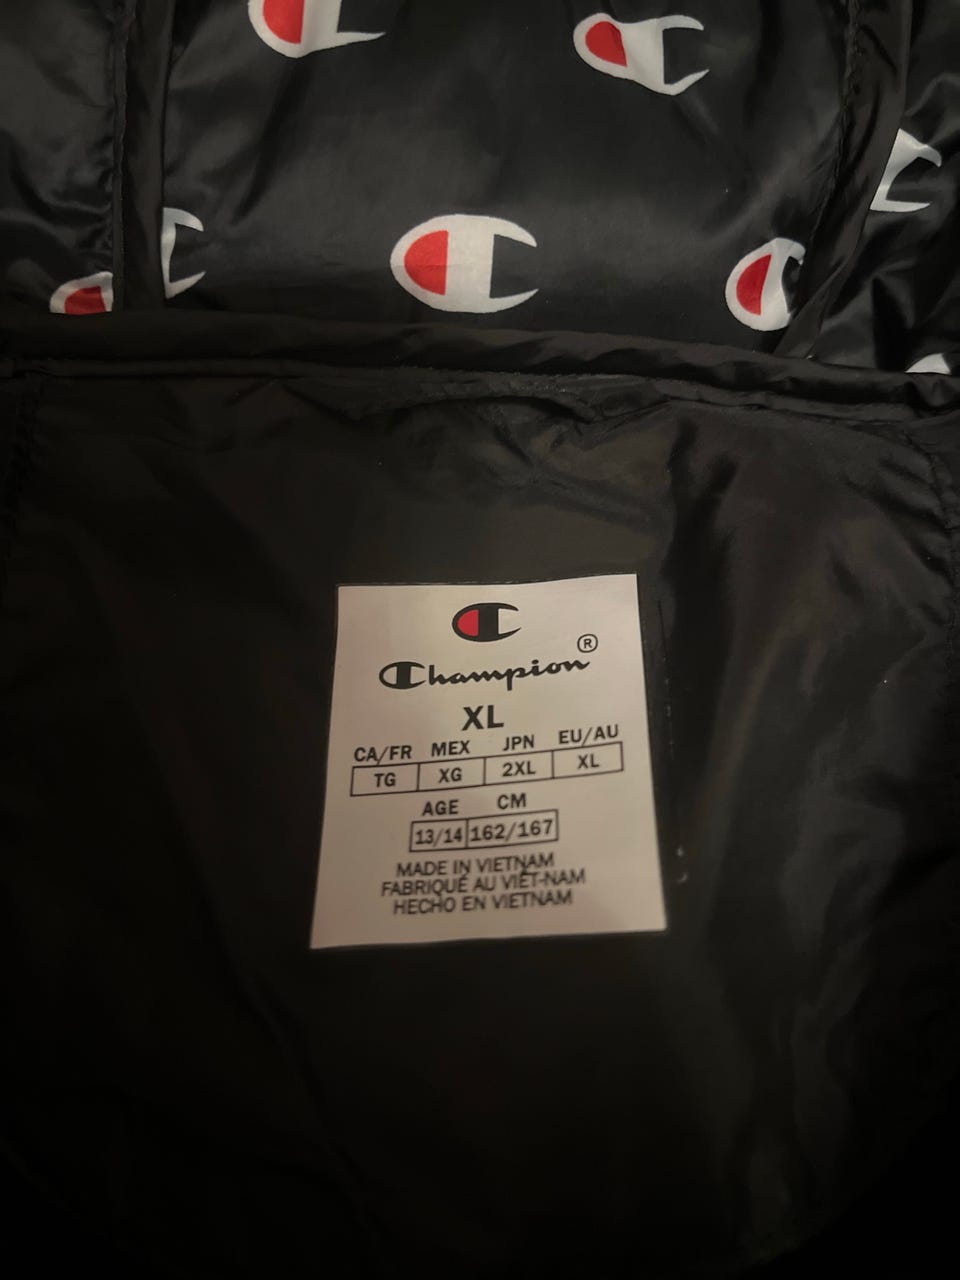 Champion®
XL
CA/FR MEX JPN EU/AU
TG XG 2XL XL
AGE CM
13/14 162/167
MADE IN VIETNAM
FABRIQUÉ AU VIÊT-NAM
HECHO EN VIETNAM